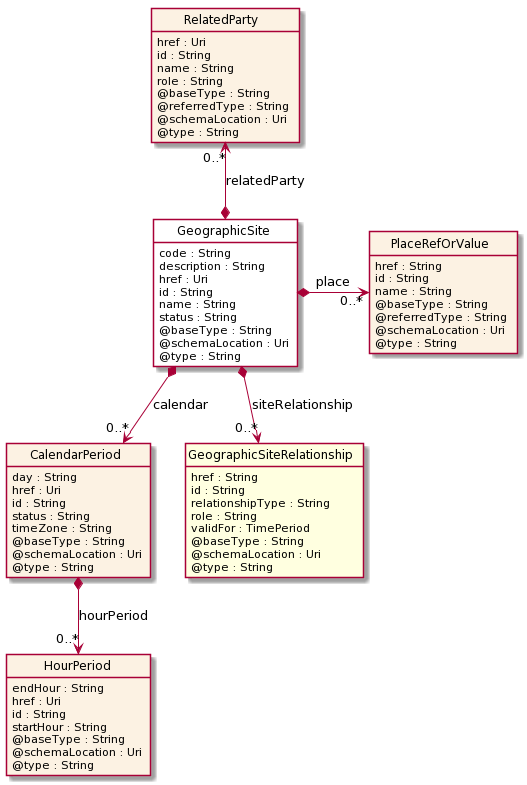 RelatedParty
href : Uri
id : String
name : String
role : String
@baseType : String
@referredType : String
@schemaLocation : Uri
@type : String
0..*
relatedParty
GeographicSite
code : String
description : String
href : Uri
id : String
name : String
status : String
@baseType : String
@schemaLocation : Uri
@type : String
place
0..*
PlaceRefOrValue
href : String
id : String
name : String
@baseType : String
@referredType : String
@schemaLocation : Uri
@type : String
calendar
0..*
siteRelationship
0..*
CalendarPeriod
day : String
href : Uri
id : String
status : String
timeZone : String
@baseType : String
@schemaLocation : Uri
@type : String
GeographicSiteRelationship
href : String
id : String
relationshipType : String
role : String
validFor : TimePeriod
@baseType : String
@schemaLocation : Uri
@type : String
hourPeriod
0..*
HourPeriod
endHour : String
href : Uri
id : String
startHour : String
@baseType : String
@schemaLocation : Uri
@type : String